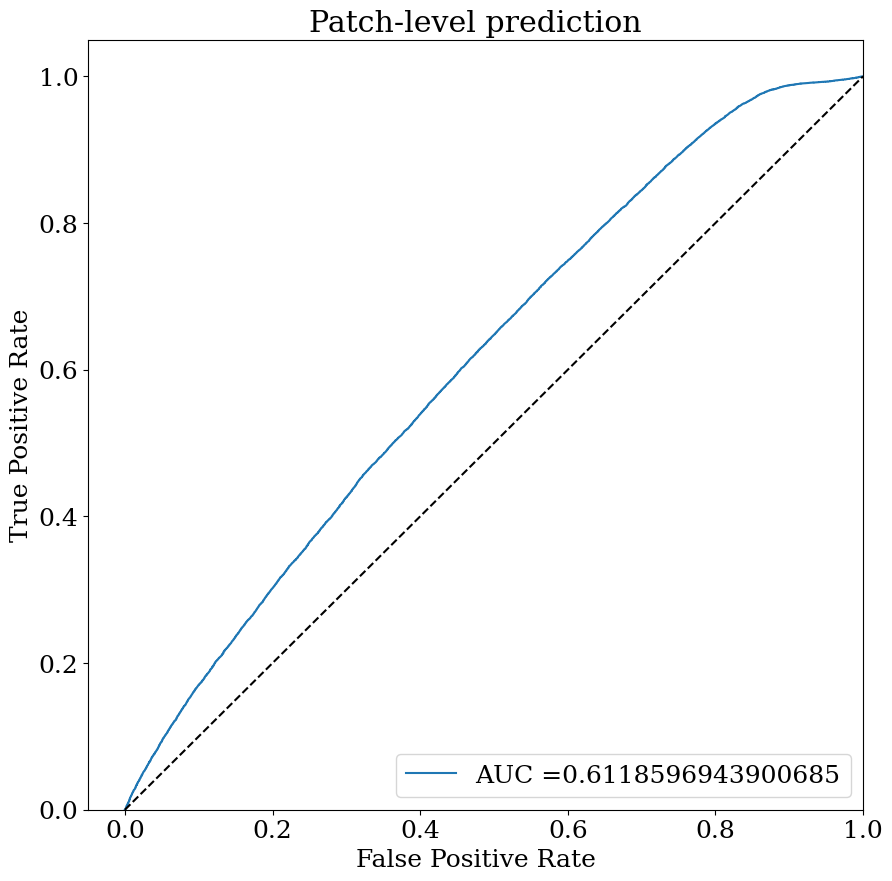 Patch-level prediction
1.0
0.8
0.6
0.4
0.2
0.0
True Positive Rate
AUC =0.6118596943900685
0.0 0.2 0.4 0.6 0.8 1.0
False Positive Rate